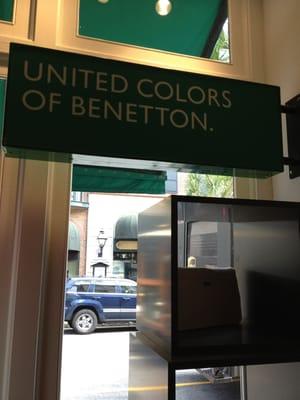 UNITED COLORS
OF BENETTON.